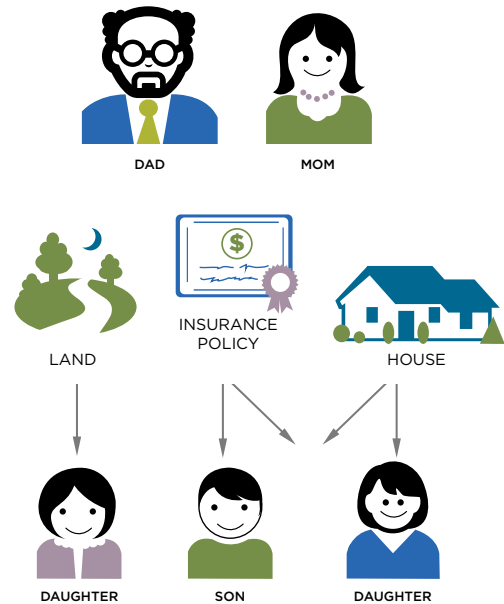 DAD
MOM
$
LAND
INSURANCE
POLICY
HOUSE
DAUGHTER
SON
DAUGHTER